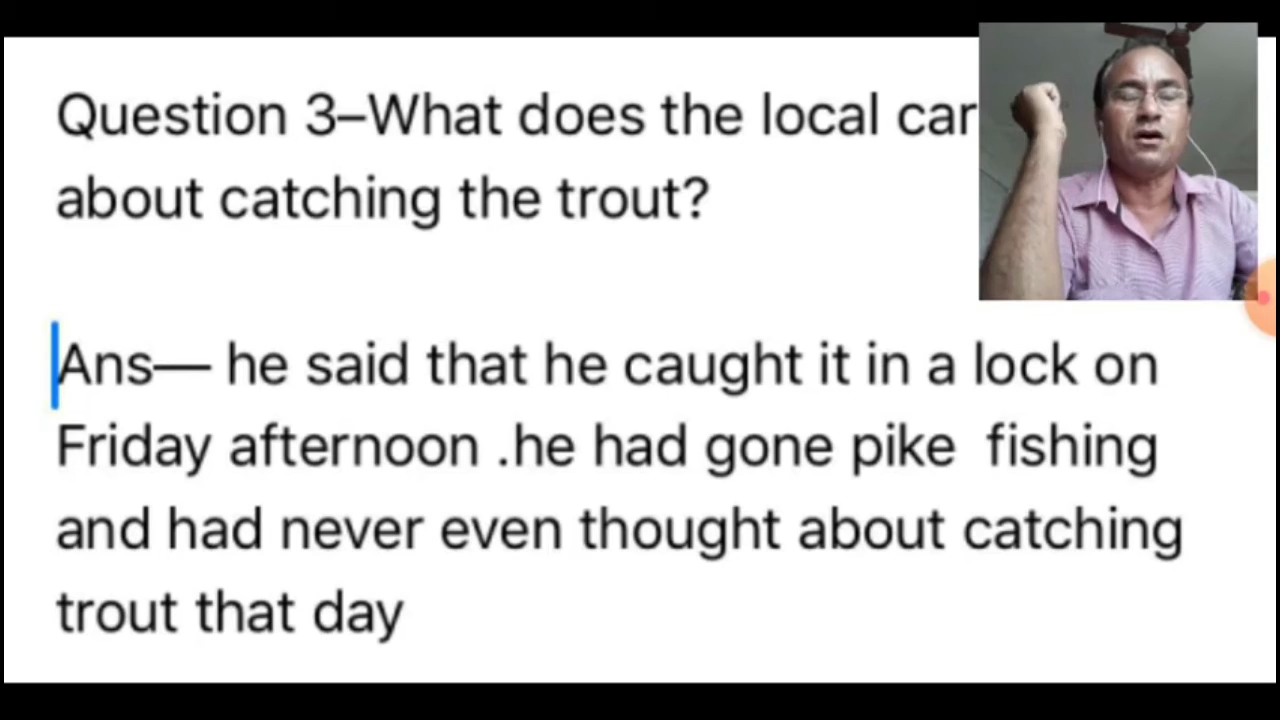 Question 3–What does the local car
about catching the trout?
Ans— he said that he caught it in a lock on
Friday afternoon .he had gone pike fishing
and had never even thought about catching
trout that day